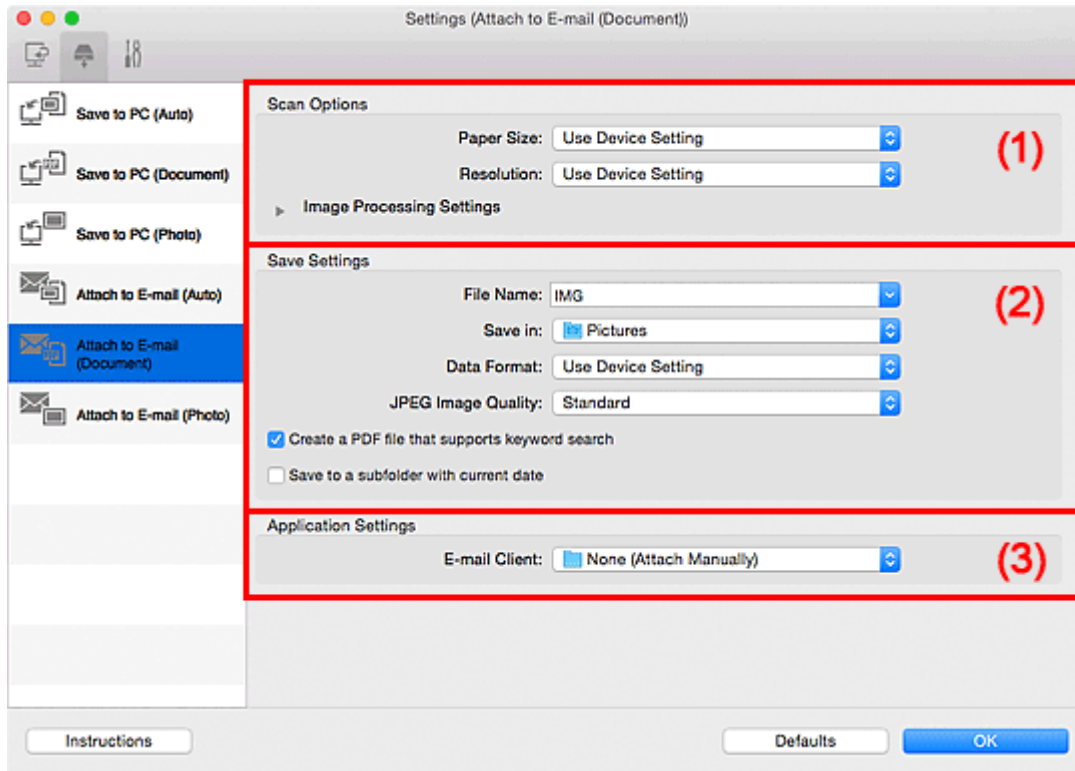 Settings (Attach to E-mail (Document))
Save to PC (Auto)
Save to PC (Document)
Save to PC (Photo)
Attach to E-mail (Auto)
Attach to E-mail
(Document)
Attach to E-mail (Photo)
Scan Options
Paper Size: Use Device Setting
Resolution: Use Device Setting
Image Processing Settings
(1)
Save Settings
File Name: IMG
Save in: Pictures
Data Format: Use Device Setting
JPEG Image Quality: Standard
Create a PDF file that supports keyword search
Save to a subfolder with current date
(2)
Application Settings
E-mail Client: None (Attach Manually)
(3)
Instructions
Defaults
OK